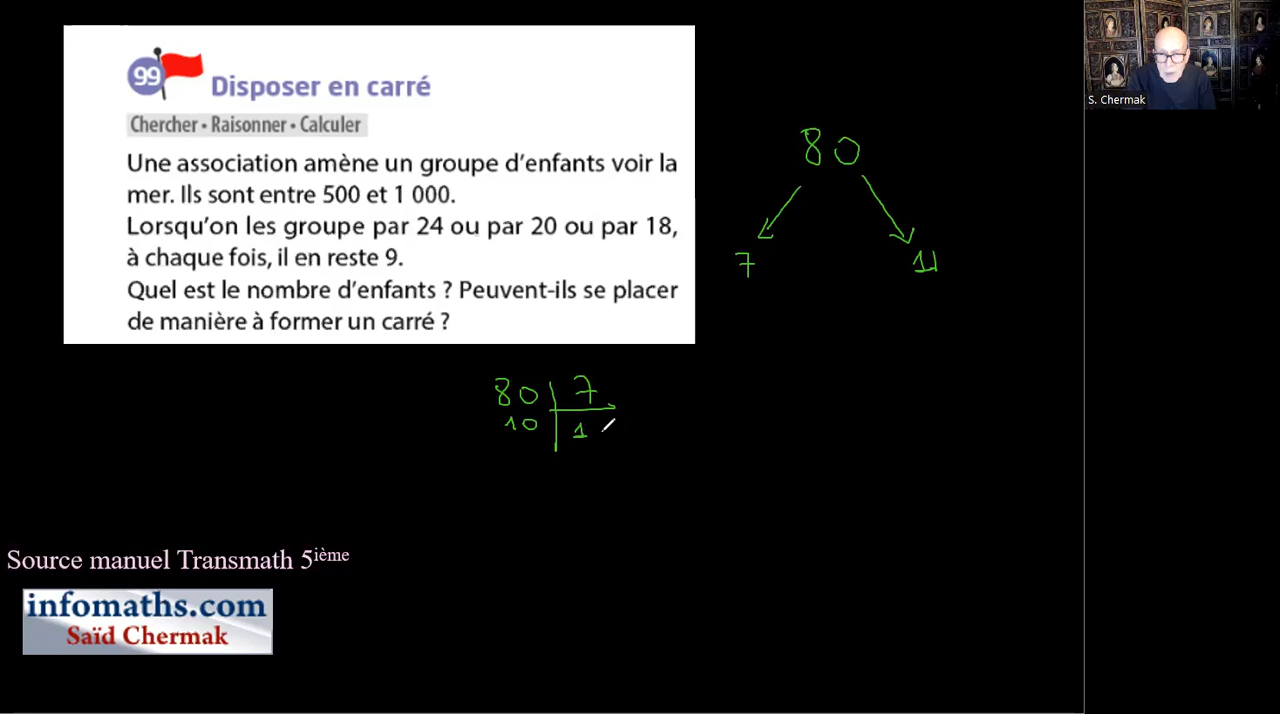 99 Disposer en carré
Chercher • Raisonner • Calculer
Une association amène un groupe d'enfants voir la
mer. Ils sont entre 500 et 1 000.
Lorsqu'on les groupe par 24 ou par 20 ou par 18,
à chaque fois, il en reste 9.
Quel est le nombre d'enfants ? Peuvent-ils se placer
de manière à former un carré ?
80
7 11
80 7
10 1
S. Chermak
Source manuel Transmath 5ième
infomaths.com
Saïd Chermak